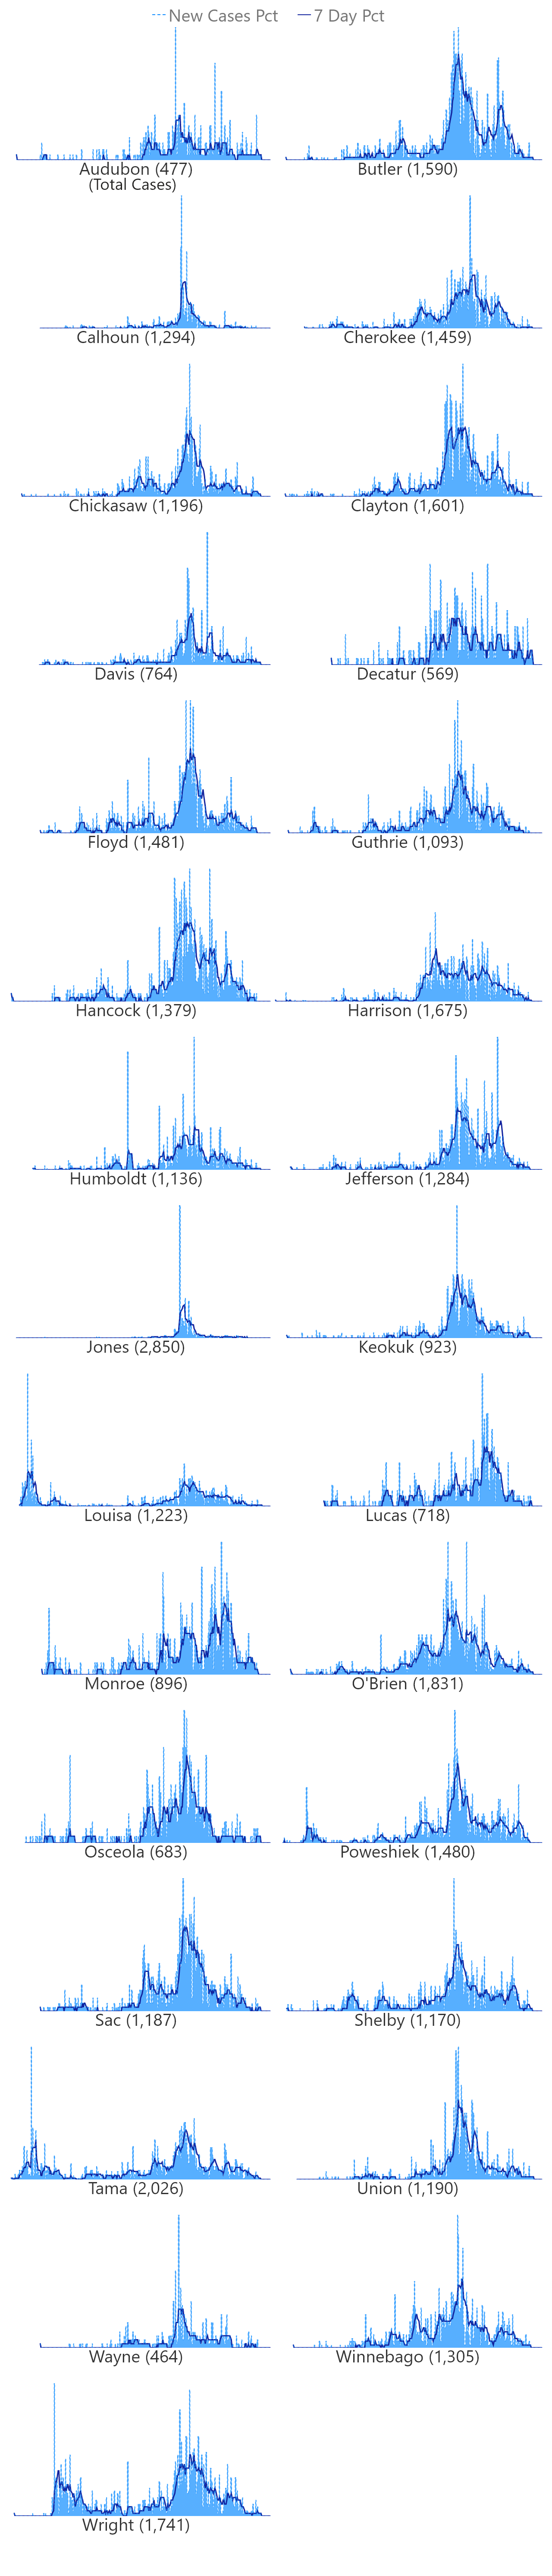 New Cases Pct 7 Day Pct
Audubon (477) Butler (1,590)
(Total Cases)
Calhoun (1,294) Cherokee (1,459)
Chickasaw (1,196) Clayton (1,601)
Davis (764) Decatur (569)
Floyd (1,481) Guthrie (1,093)
Hancock (1,379) Harrison (1,675)
Humboldt (1,136) Jefferson (1,284)
Jones (2,850) Keokuk (923)
Louisa (1,223) Lucas (718)
Monroe (896) O'Brien (1,831)
Osceola (683) Poweshiek (1,480)
Sac (1,187) Shelby (1,170)
Tama (2,026) Union (1,190)
Wayne (464) Winnebago (1,305)
Wright (1,741)